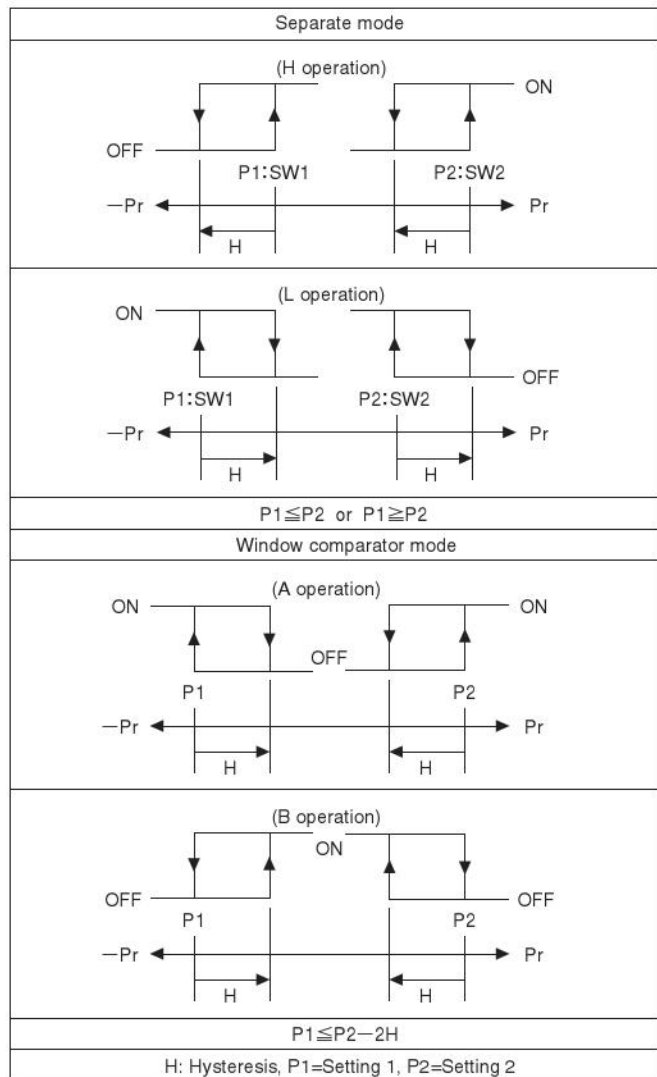 Separate mode
(H operation)
ON
OFF
P1:SW1 P2:SW2
—Pr Pr
H H
(L operation)
ON
OFF
P1:SW1 P2:SW2
—Pr Pr
H H
P1≦P2 or P1≧P2
Window comparator mode
(A operation)
ON ON
OFF
P1 P2
—Pr Pr
H H
(B operation)
ON
OFF OFF
P1 P2
—Pr Pr
H H
P1≦P2—2H
H: Hysteresis, P1=Setting 1, P2=Setting 2